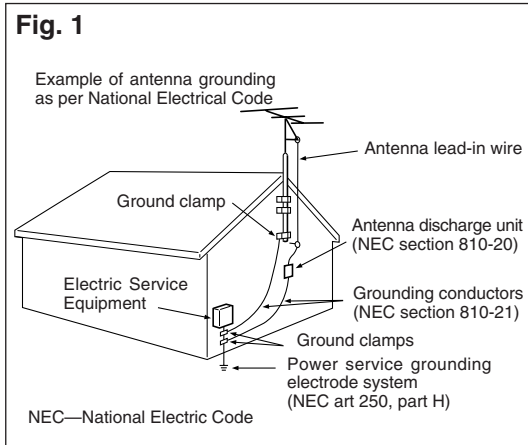 Fig. 1
Example of antenna grounding
as per National Electrical Code
Antenna lead-in wire
Ground clamp
Antenna discharge unit
(NEC section 810-20)
Electric Service
Equipment
Grounding conductors
(NEC section 810-21)
Ground clamps
Power service grounding
electrode system
(NEC art 250, part H)
NEC—National Electric Code